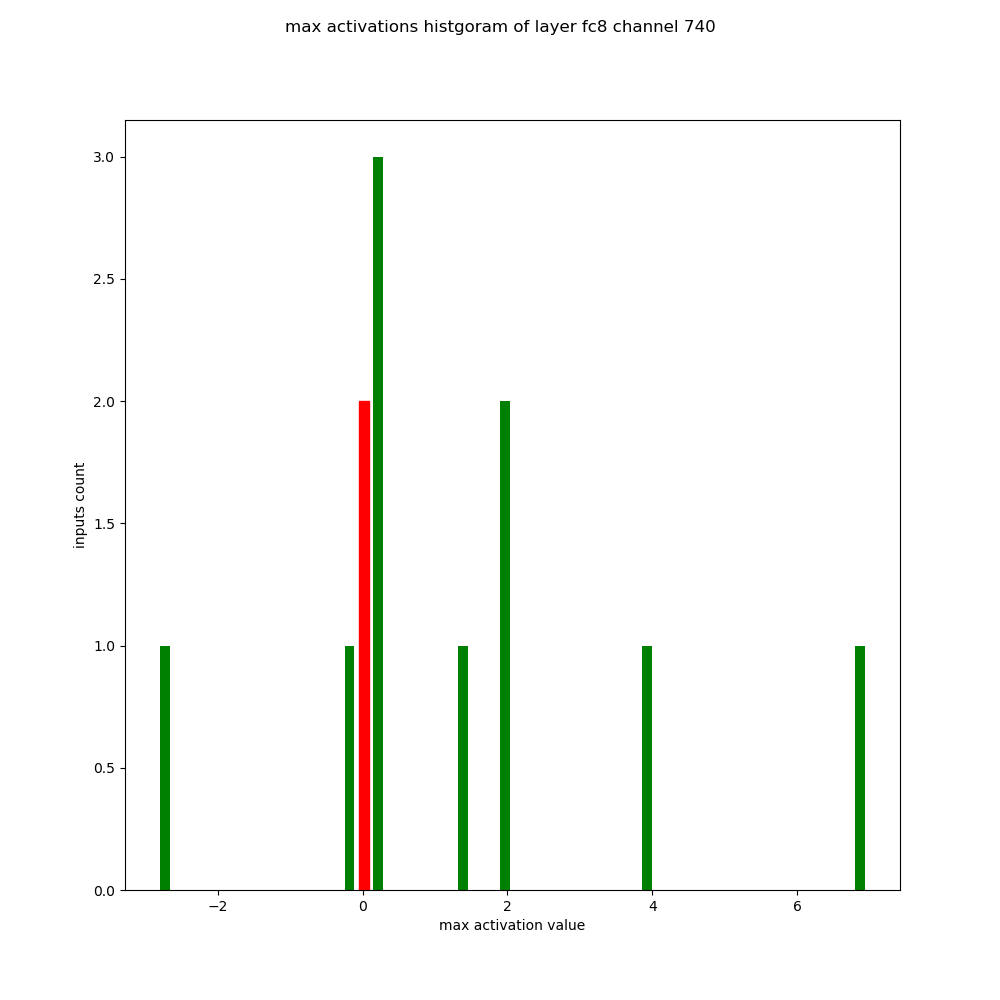 max activations histgoram of layer fc8 channel 740
3.0
2.5
2.0
1.5
1.0
0.5
0.0
inputs count
−2 0 2 4 6
max activation value